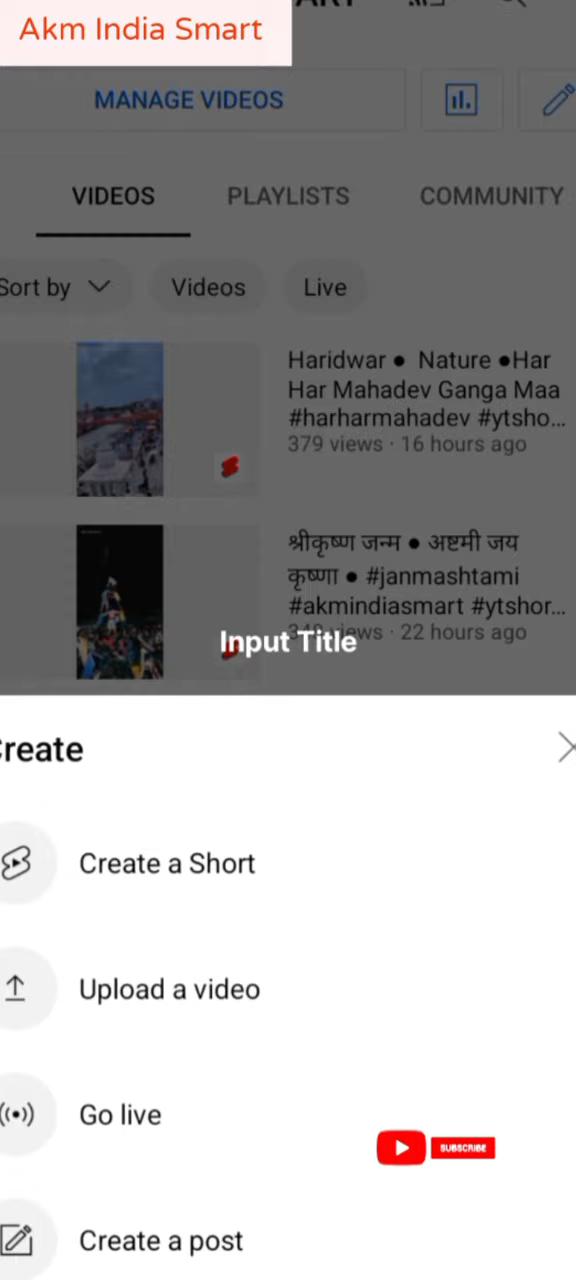 Akm India Smart
MANAGE VIDEOS
VIDEOS
PLAYLISTS
COMMUNITY
Sort by
Videos
Live
Haridwar ● Nature ●Har
Har Mahadev Ganga Maa
#harharmahadev #ytsho...
379 views · 16 hours ago
श्रीकृष्ण जन्म ● अष्टमी जय
कृष्णा ● #janmashtami
#akmindiasmart #ytshor...
views · 22 hours ago
Input Title
Create
Create a Short
Upload a video
Go live
SUBSCRIBE
Create a post